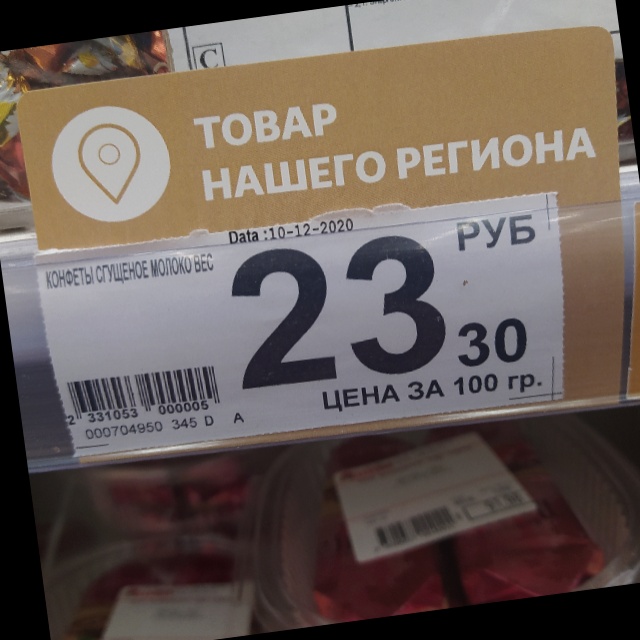 С
ТОВАР
НАШЕГО РЕГИОНА
Data :10-12-2020
КОНФЕТЫ СГУЩЕНОЕ МОЛОКО ВЕС
23 30 РУБ
ЦЕНА ЗА 100 гр.
2 331053 000005
000704950 345 D A